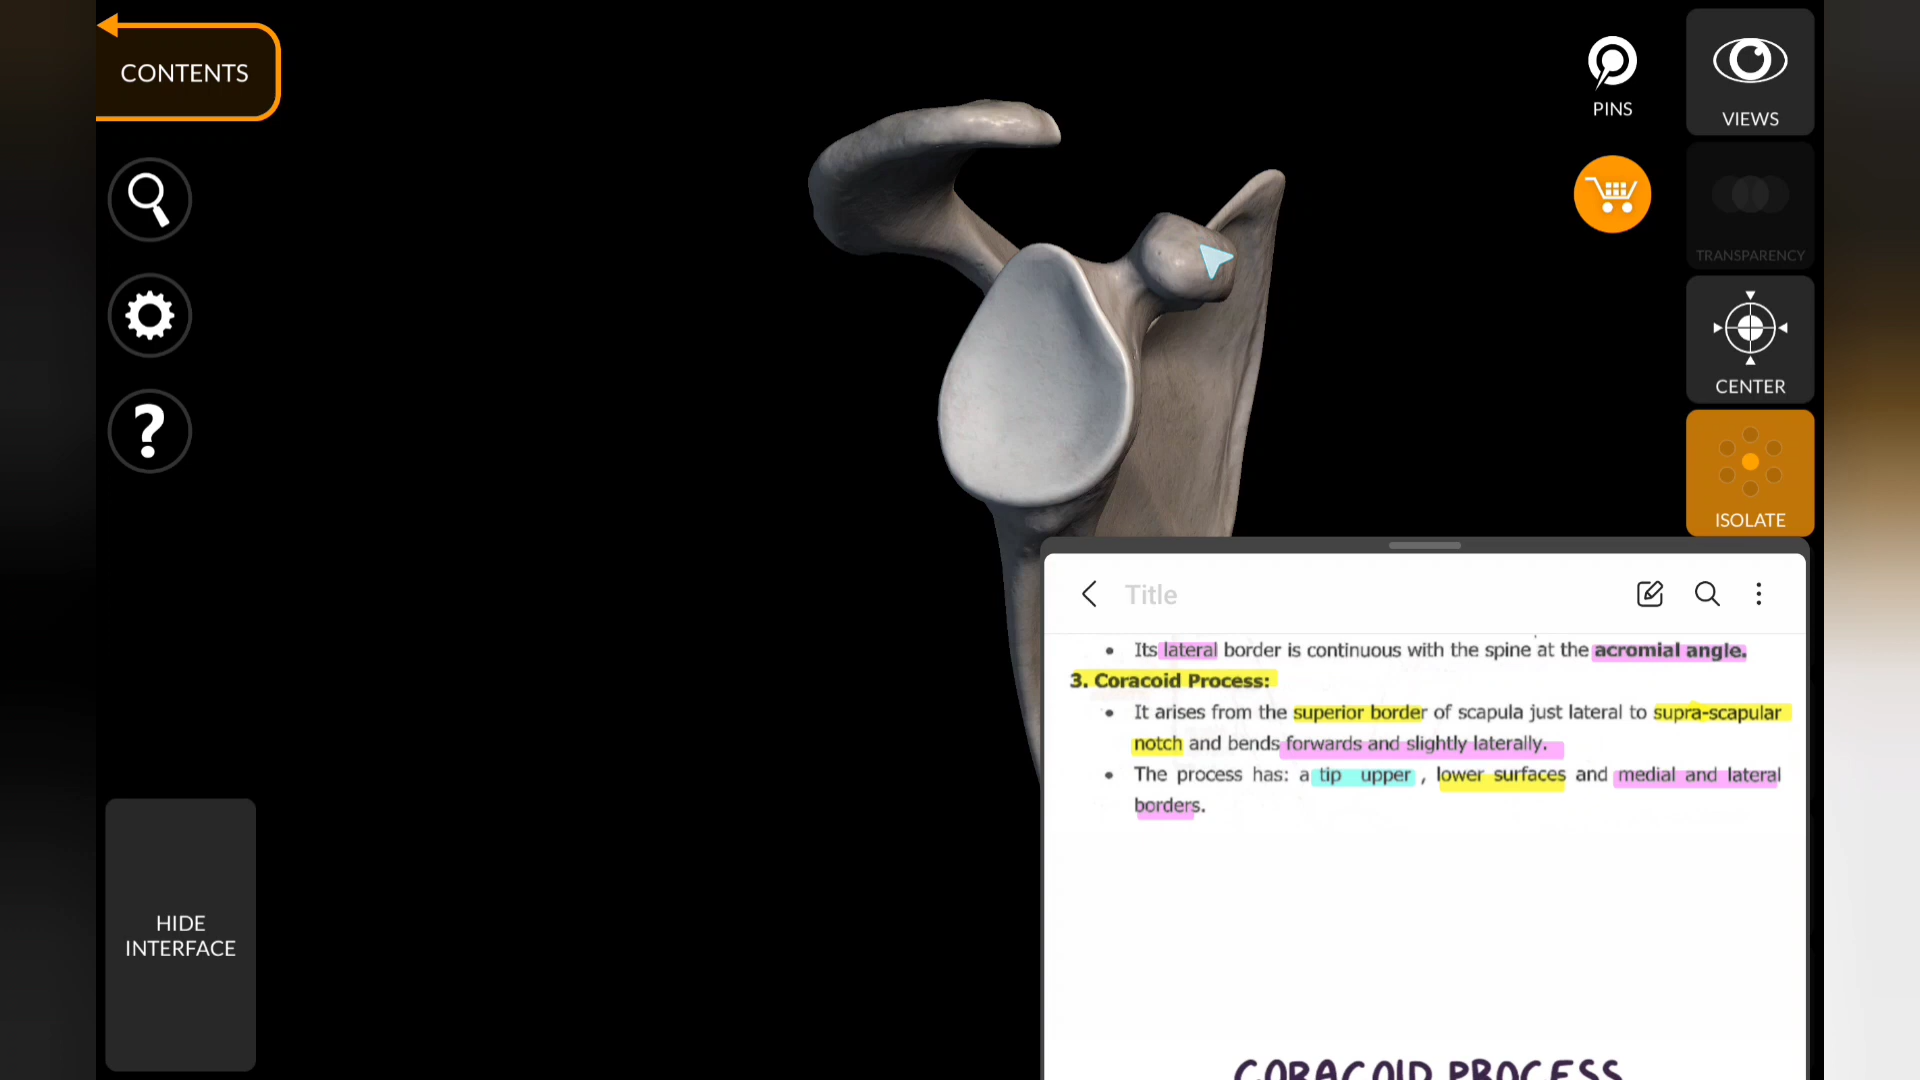 CONTENTS
PINS
VIEWS
TRANSPARENCY
CENTER
ISOLATE
HIDE
INTERFACE
Title
• Its lateral border is continuous with the spine at the acromial angle.
3. Coracoid Process:
• It arises from the superior border of scapula just lateral to supra-scapular
notch and bends forwards and slightly laterally.
• The process has: a tip upper , lower surfaces and medial and lateral
borders.
CORACOID PROCESS